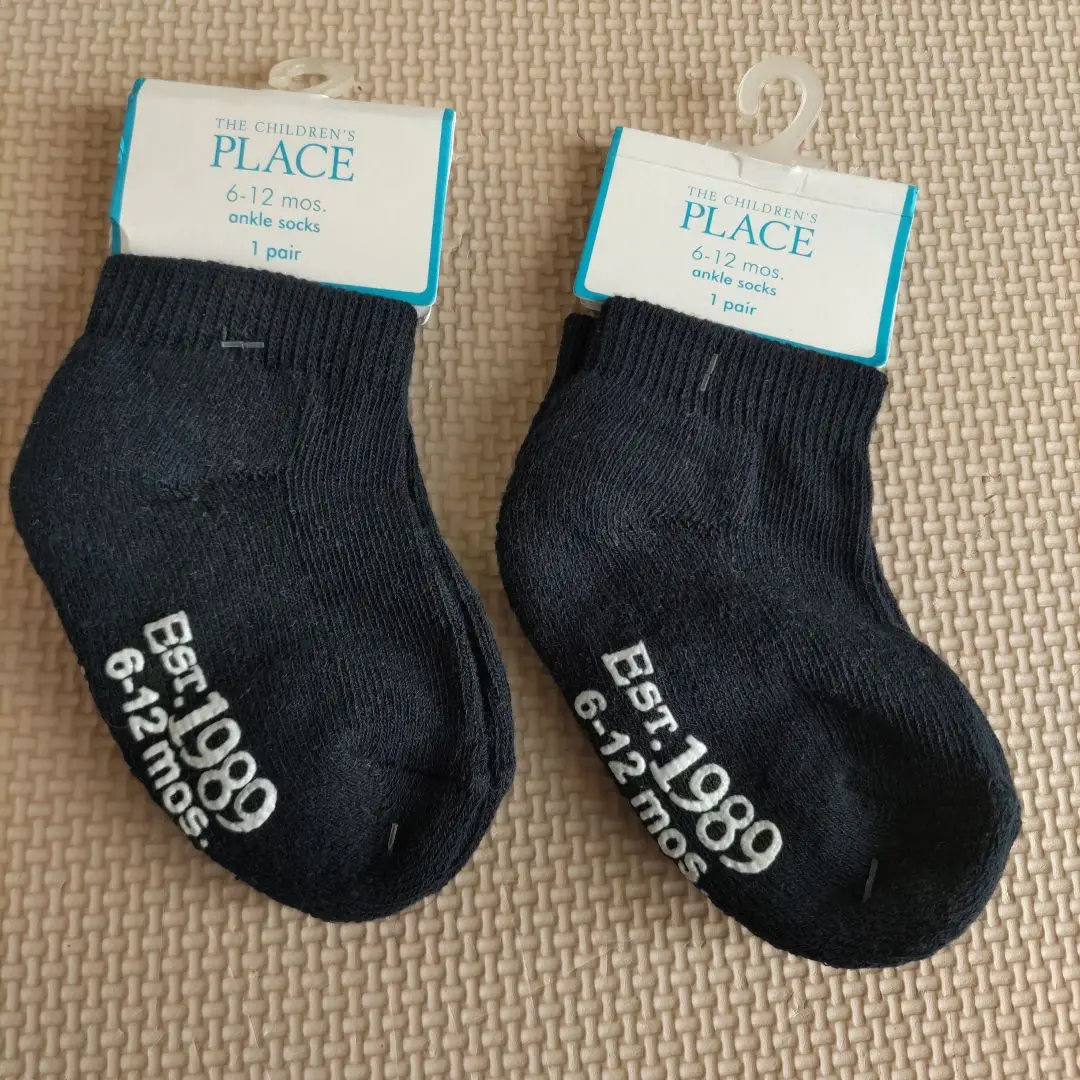 THE CHILDREN'S
PLACE
6-12 mos.
ankle socks
1 pair
EST. 1989
6-12 mos.
THE CHILDREN'S
PLACE
6-12 mos.
ankle socks
1 pair
EST. 1989
6-12 mos.